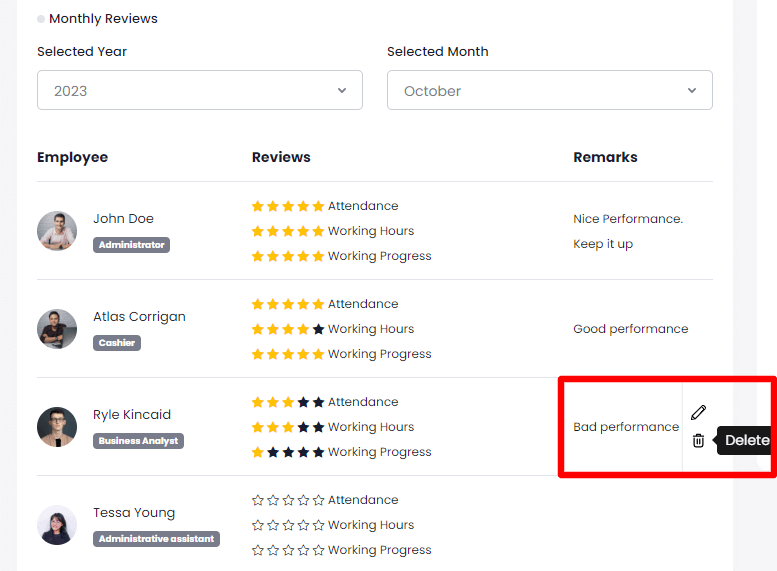 Monthly Reviews
Selected Year
Selected Month
2023
October
Employee
Reviews
Remarks
John Doe
Administrator
Attendance
Working Hours
Working Progress
Nice Performance.
Keep it up
Atlas Corrigan
Cashier
Attendance
Working Hours
Working Progress
Good performance
Ryle Kincaid
Business Analyst
Attendance
Working Hours
Working Progress
Bad performance
Delete
Tessa Young
Administrative assistant
Attendance
Working Hours
Working Progress